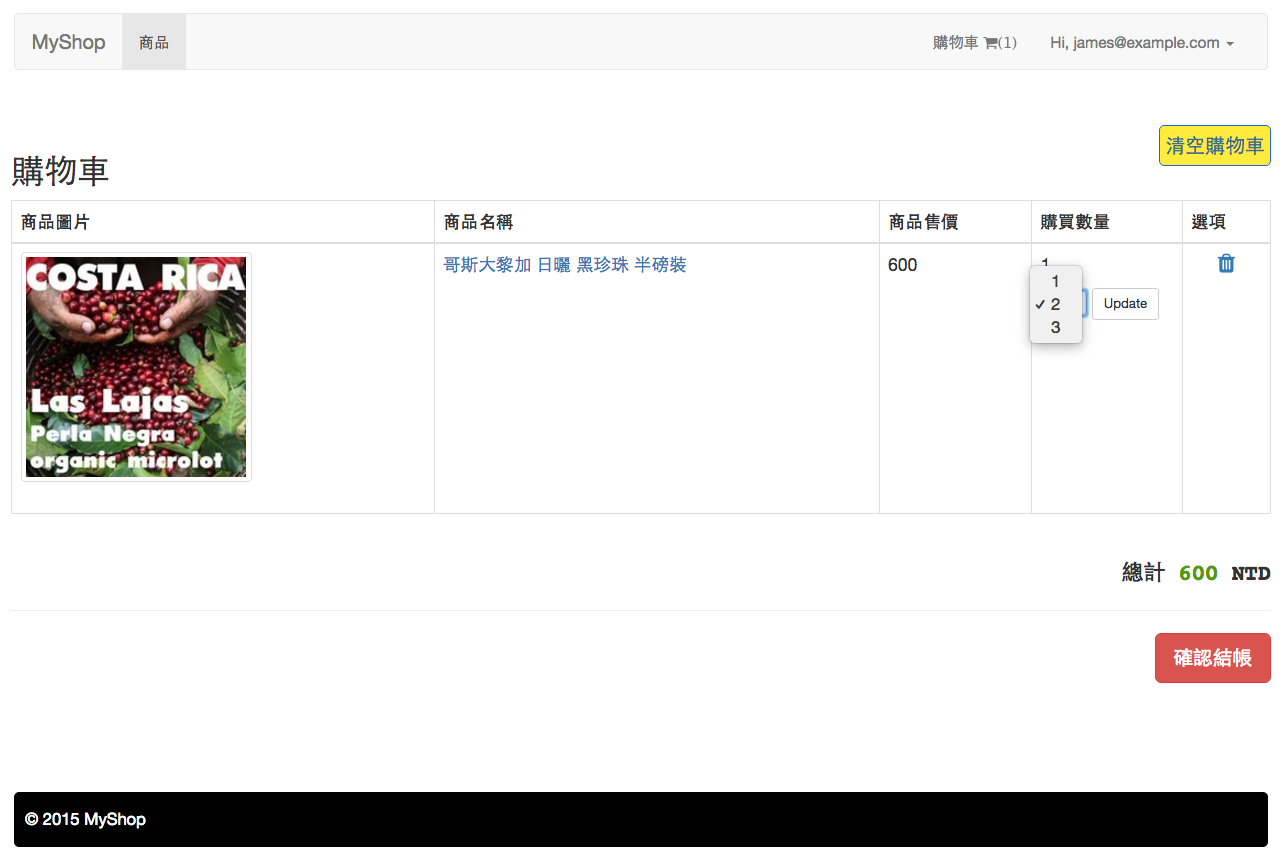 MyShop 商品 購物車 (1) Hi, james@example.com
清空購物車
購物車
商品圖片 商品名稱 商品售價 購買數量 選項
哥斯大黎加 日曬 黑珍珠 半磅裝 600 1
COSTA RICA
1
✓ 2 Update
3
Las Lajas
Perla Negra
organic microlot
總計 600 NTD
確認結帳
© 2015 MyShop